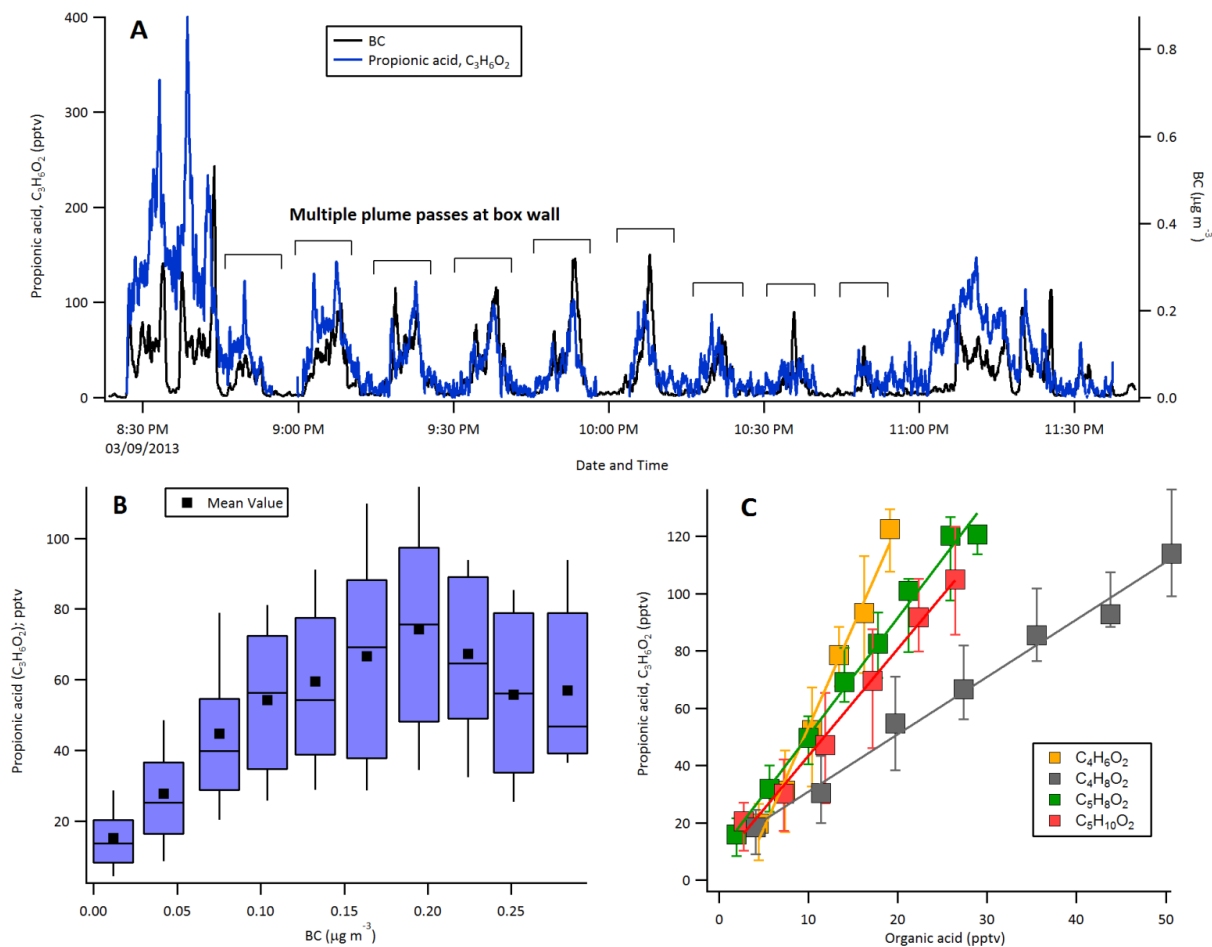 A
BC
Propionic acid, C₃H₆O₂
Multiple plume passes at box wall
Propionic acid, C₃H₆O₂ (pptv)
400
300
200
100
0
BC (µg m⁻³)
0.8
0.6
0.4
0.2
0.0
8:30 PM 9:00 PM 9:30 PM 10:00 PM 10:30 PM 11:00 PM 11:30 PM
03/09/2013
Date and Time
B
Mean Value
Propionic acid (C₃H₆O₂); pptv
100
80
60
40
20
0.00 0.05 0.10 0.15 0.20 0.25
BC (µg m⁻³)
C
Propionic acid, C₃H₆O₂ (pptv)
120
100
80
60
40
20
0
C₄H₆O₂
C₄H₈O₂
C₅H₈O₂
C₅H₁₀O₂
0 10 20 30 40 50
Organic acid (pptv)